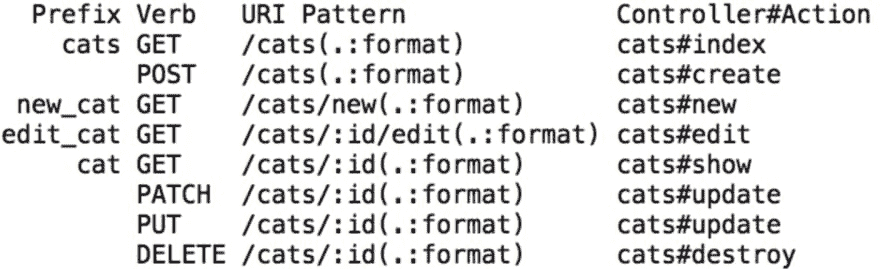 Prefix Verb URI Pattern Controller#Action
cats GET /cats(.:format) cats#index
POST /cats(.:format) cats#create
new_cat GET /cats/new(.:format) cats#new
edit_cat GET /cats/:id/edit(.:format) cats#edit
cat GET /cats/:id(.:format) cats#show
PATCH /cats/:id(.:format) cats#update
PUT /cats/:id(.:format) cats#update
DELETE /cats/:id(.:format) cats#destroy